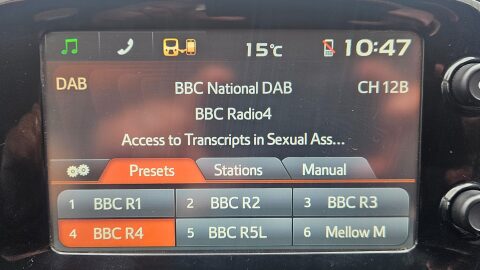 15°C 10:47
DAB BBC National DAB CH 12B
BBC Radio4
Access to Transcripts in Sexual Ass...
Presets Stations Manual
1 BBC R1 2 BBC R2 3 BBC R3
4 BBC R4 5 BBC R5L 6 Mellow M